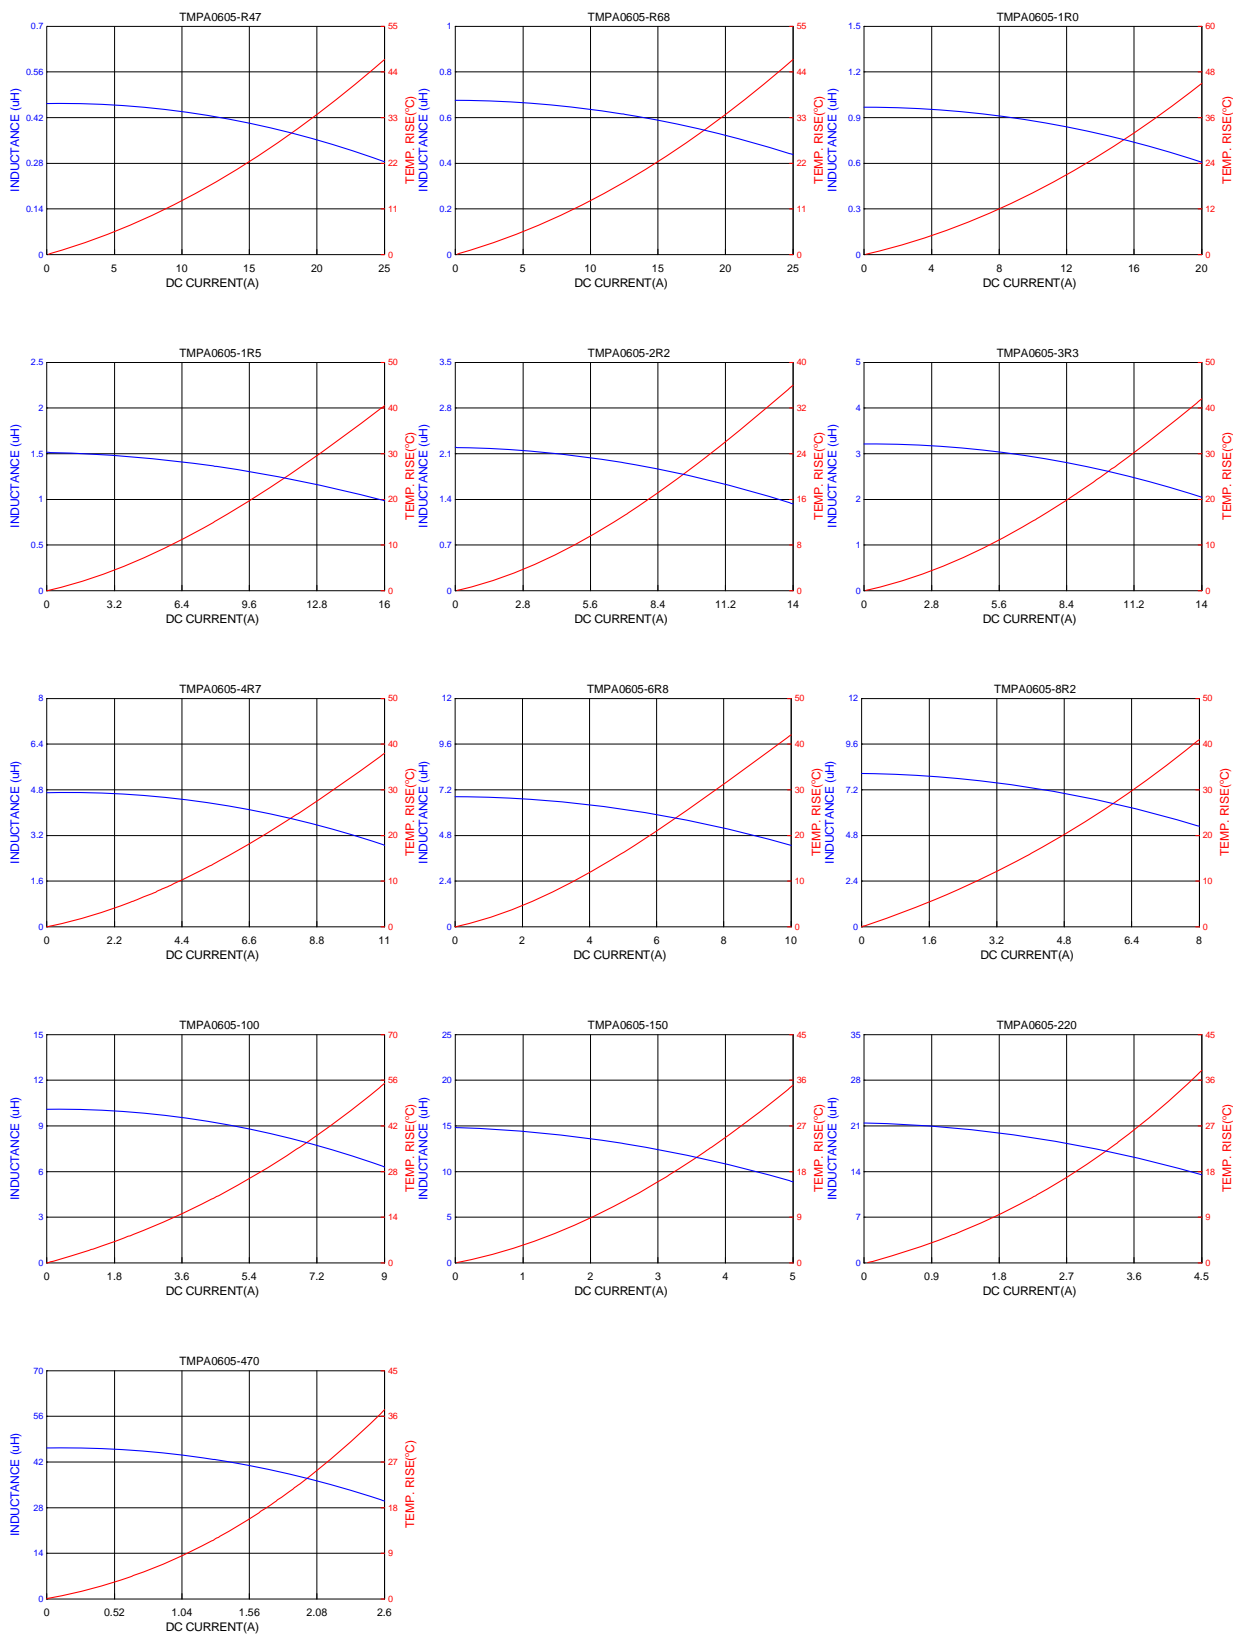 TMPA0605-R47
0.7
0.56
0.42
0.28
0.14
0
55
44
33
22
11
0
0 5 10 15 20 25
INDUCTANCE (uH)
TEMP. RISE(°C)
DC CURRENT(A)
TMPA0605-R68
1
0.8
0.6
0.4
0.2
0
55
44
33
22
11
0
0 5 10 15 20 25
INDUCTANCE (uH)
TEMP. RISE(°C)
DC CURRENT(A)
TMPA0605-1R0
1.5
1.2
0.9
0.6
0.3
0
60
48
36
24
12
0
0 4 8 12 16 20
INDUCTANCE (uH)
TEMP. RISE(°C)
DC CURRENT(A)
TMPA0605-1R5
2.5
2
1.5
1
0.5
0
50
40
30
20
10
0
0 3.2 6.4 9.6 12.8 16
INDUCTANCE (uH)
TEMP. RISE(°C)
DC CURRENT(A)
TMPA0605-2R2
3.5
2.8
2.1
1.4
0.7
0
40
32
24
16
8
0
0 2.8 5.6 8.4 11.2 14
INDUCTANCE (uH)
TEMP. RISE(°C)
DC CURRENT(A)
TMPA0605-3R3
5
4
3
2
1
0
50
40
30
20
10
0
0 2.8 5.6 8.4 11.2 14
INDUCTANCE (uH)
TEMP. RISE(°C)
DC CURRENT(A)
TMPA0605-4R7
8
6.4
4.8
3.2
1.6
0
50
40
30
20
10
0
0 2.2 4.4 6.6 8.8 11
INDUCTANCE (uH)
TEMP. RISE(°C)
DC CURRENT(A)
TMPA0605-6R8
12
9.6
7.2
4.8
2.4
0
50
40
30
20
10
0
0 2 4 6 8 10
INDUCTANCE (uH)
TEMP. RISE(°C)
DC CURRENT(A)
TMPA0605-8R2
12
9.6
7.2
4.8
2.4
0
50
40
30
20
10
0
0 1.6 3.2 4.8 6.4 8
INDUCTANCE (uH)
TEMP. RISE(°C)
DC CURRENT(A)
TMPA0605-100
15
12
9
6
3
0
70
56
42
28
14
0
0 1.8 3.6 5.4 7.2 9
INDUCTANCE (uH)
TEMP. RISE(°C)
DC CURRENT(A)
TMPA0605-150
25
20
15
10
5
0
45
36
27
18
9
0
0 1 2 3 4 5
INDUCTANCE (uH)
TEMP. RISE(°C)
DC CURRENT(A)
TMPA0605-220
35
28
21
14
7
0
45
36
27
18
9
0
0 0.9 1.8 2.7 3.6 4.5
INDUCTANCE (uH)
TEMP. RISE(°C)
DC CURRENT(A)
TMPA0605-470
70
56
42
28
14
0
45
36
27
18
9
0
0 0.52 1.04 1.56 2.08 2.6
INDUCTANCE (uH)
TEMP. RISE(°C)
DC CURRENT(A)